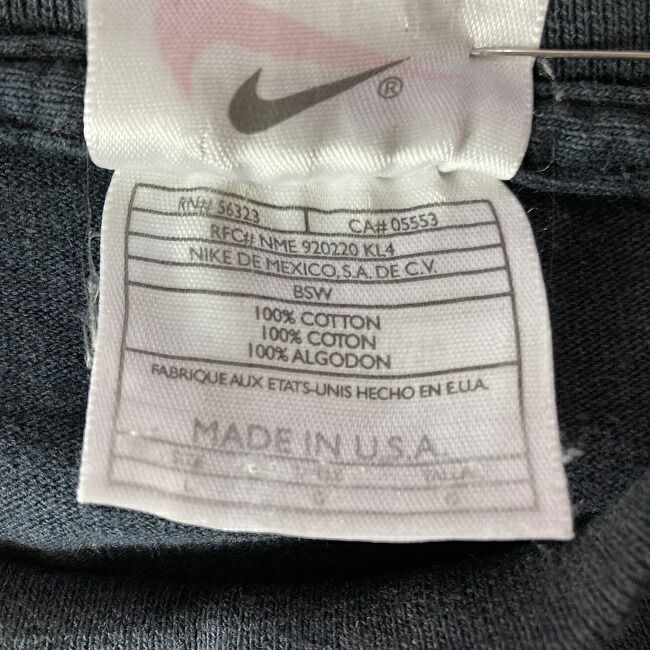 ®
RN# 56323 CA# 05553
RFC# NME 920220 KL4
NIKE DE MEXICO, S.A. DE C.V.
BSW
100% COTTON
100% COTON
100% ALGODON
FABRIQUE AUX ETATS-UNIS HECHO EN E.U.A.
MADE IN U.S.A.
TALLA
L G G